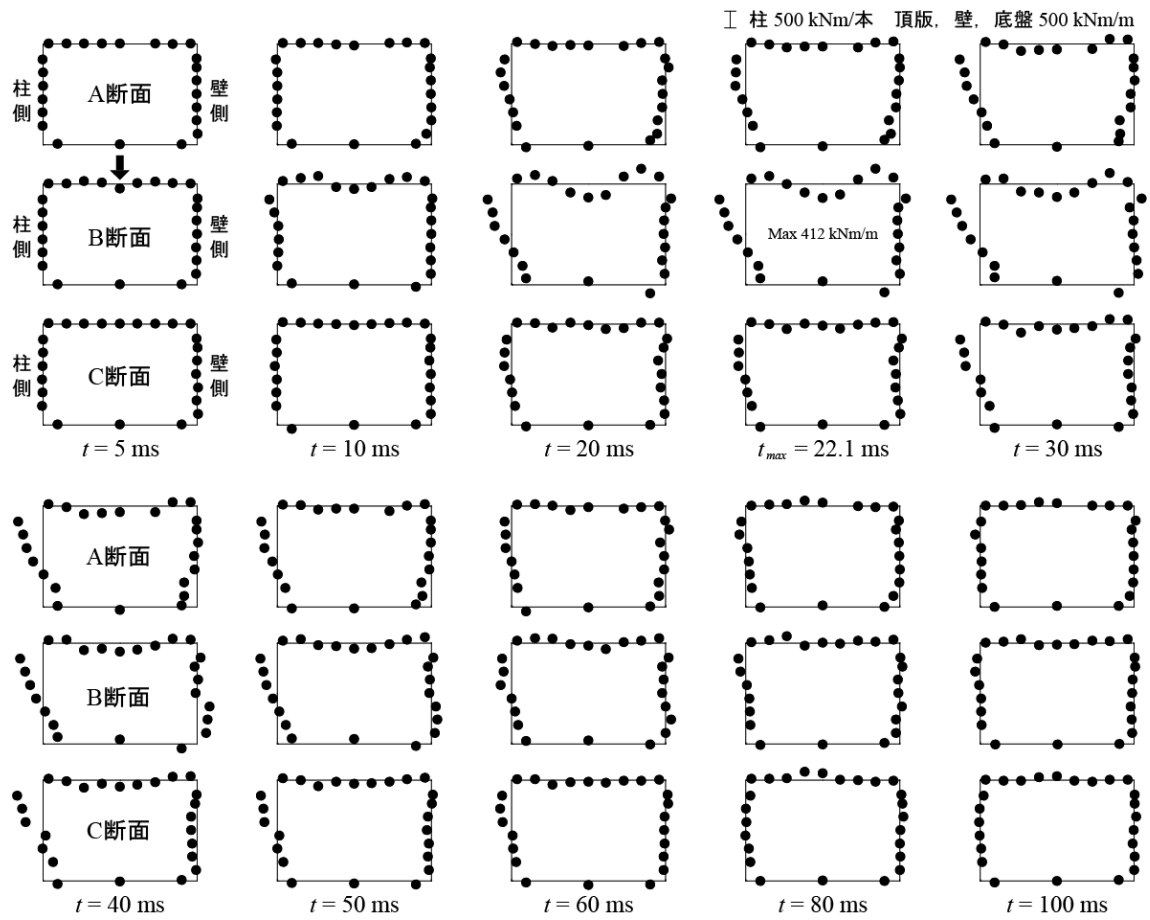 柱 500 kNm/本 頂版, 壁, 底盤 500 kNm/m
柱側 A断面 壁側
柱側 B断面 壁側
Max 412 kNm/m
柱側 C断面 壁側
t = 5 ms
t = 10 ms
t = 20 ms
tmax = 22.1 ms
t = 30 ms
A断面
B断面
C断面
t = 40 ms
t = 50 ms
t = 60 ms
t = 80 ms
t = 100 ms